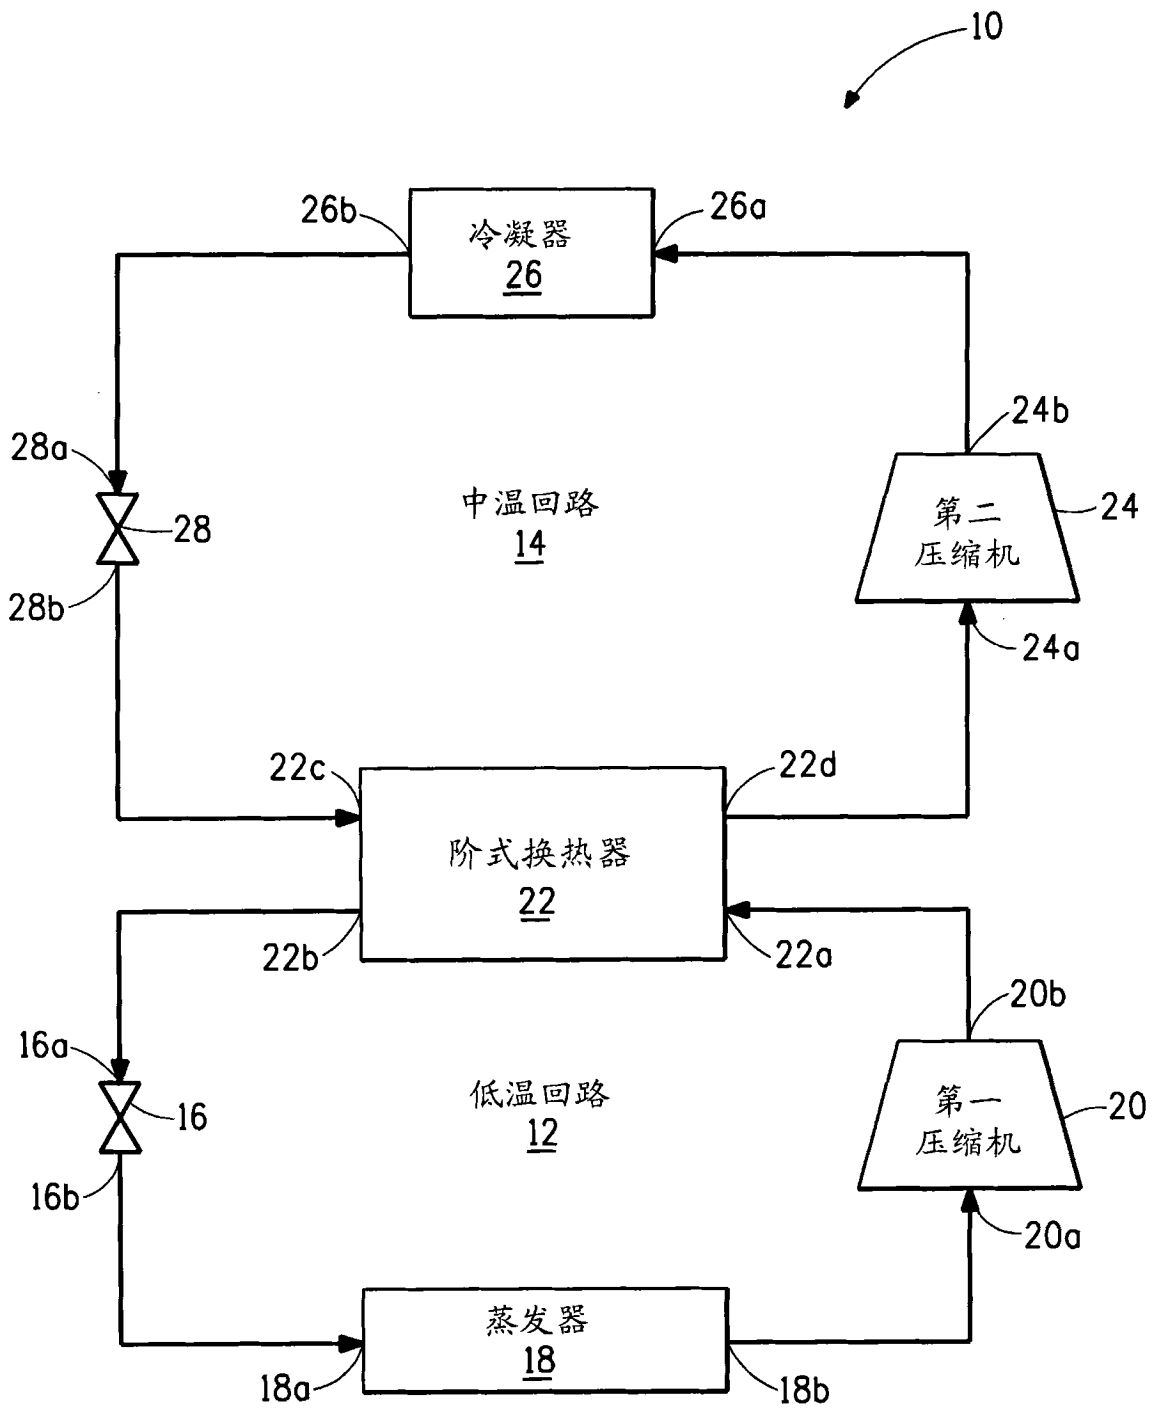 10
26b
26a
冷凝器
26
28a
28
28b
中温回路
14
24b
第二
压缩机
24
24a
22c
22d
阶式换热器
22
22b
22a
16a
16
16b
低温回路
12
20b
第一
压缩机
20
20a
蒸发器
18
18a
18b